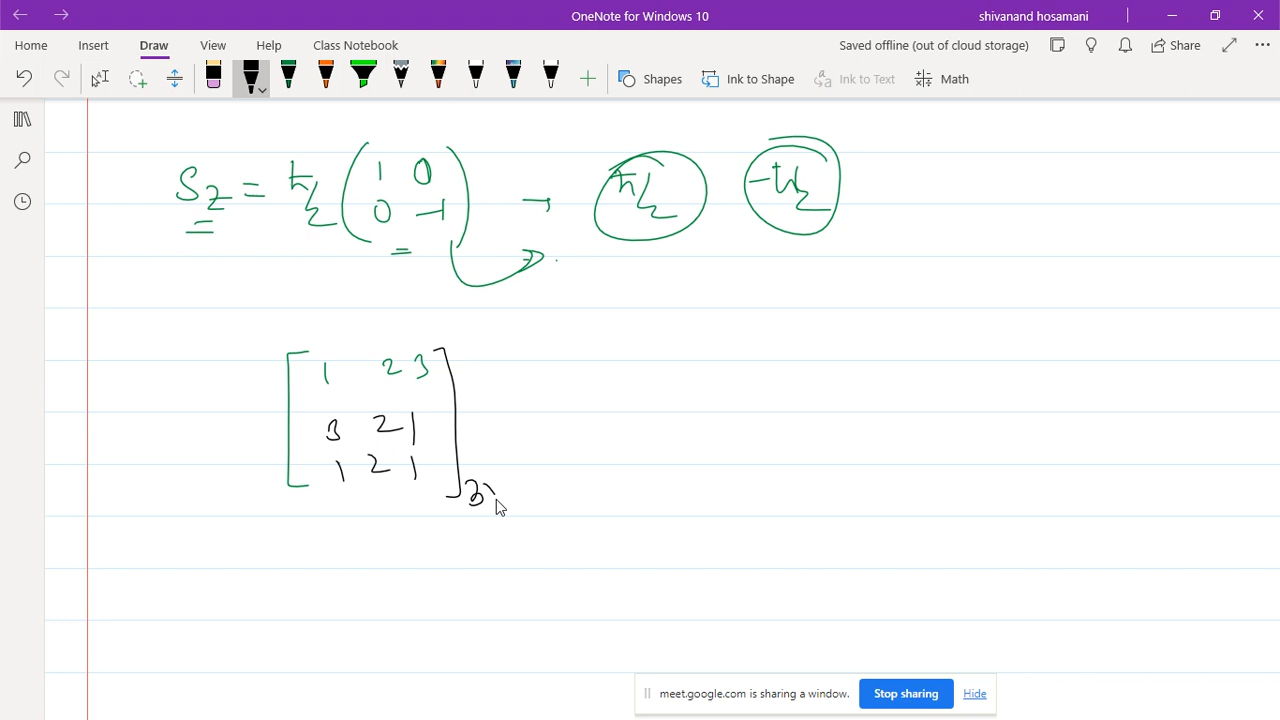 OneNote for Windows 10
shivanand hosamani
Home Insert Draw View Help Class Notebook
Saved offline (out of cloud storage)
Share
Shapes
Ink to Shape
Ink to Text
Math
Sz = ħ/2 ( 1 0 → ħ/2 -ħ/2
0 -1 )
=
[ 1 2 3
3 2 1
1 2 1 ] 3
meet.google.com is sharing a window.
Stop sharing
Hide